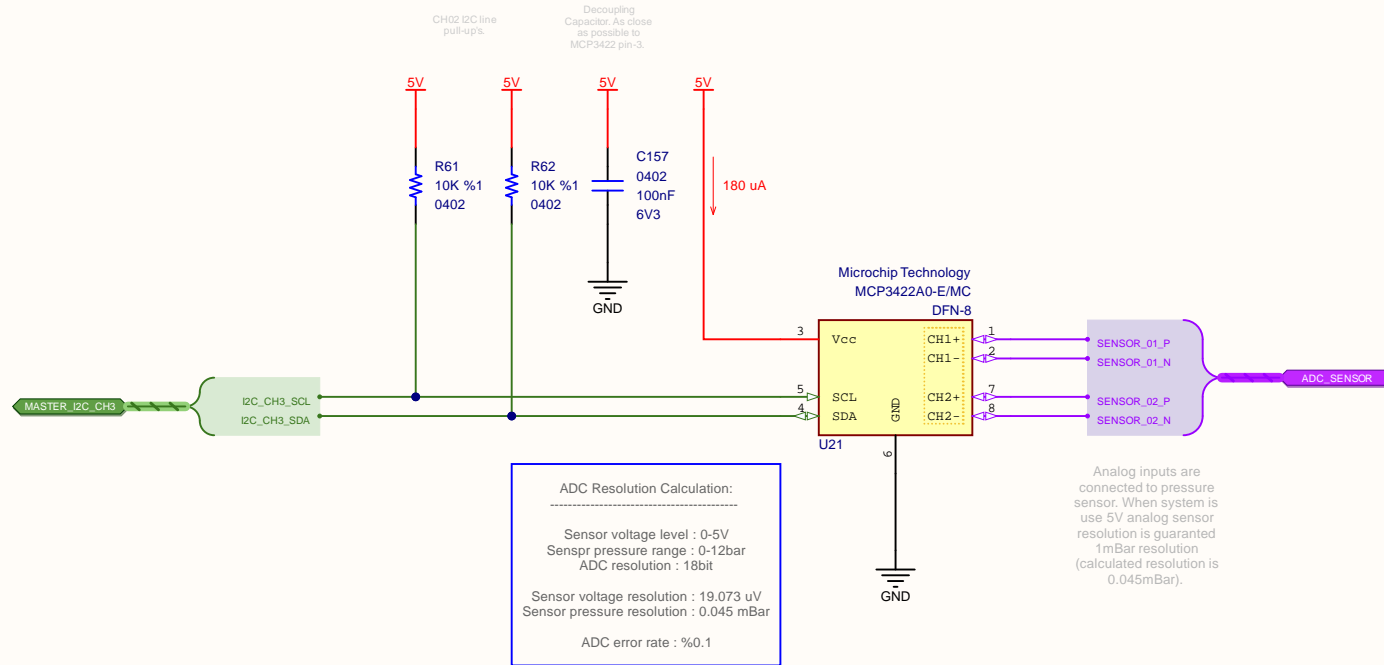 CH02 I2C line
pull-up's.
Decoupling
Capacitor. As close
as possible to
MCP3422 pin-3.
5V
5V
5V
5V
R61
10K %1
0402
R62
10K %1
0402
C157
0402
100nF
6V3
180 uA
GND
Microchip Technology
MCP3422A0-E/MC
DFN-8
3
Vcc
CH1+
1
CH1-
2
5
SCL
CH2+
7
4
SDA
CH2-
8
GND
6
U21
SENSOR_01_P
SENSOR_01_N
SENSOR_02_P
SENSOR_02_N
ADC_SENSOR
MASTER_I2C_CH3
I2C_CH3_SCL
I2C_CH3_SDA
ADC Resolution Calculation:
------------------------------------------
Sensor voltage level : 0-5V
Senspr pressure range : 0-12bar
ADC resolution : 18bit
Sensor voltage resolution : 19.073 uV
Sensor pressure resolution : 0.045 mBar
ADC error rate : %0.1
GND
Analog inputs are
connected to pressure
sensor. When system is
use 5V analog sensor
resolution is guaranted
1mBar resolution
(calculated resolution is
0.045mBar).